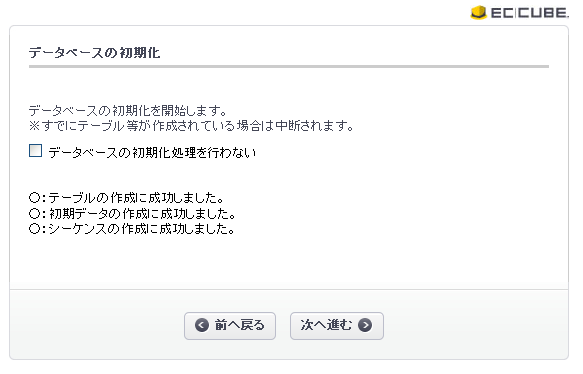 EC CUBE
データベースの初期化
データベースの初期化を開始します。
※すでにテーブル等が作成されている場合は中断されます。
データベースの初期化処理を行わない
○：テーブルの作成に成功しました。
○：初期データの作成に成功しました。
○：シーケンスの作成に成功しました。
前へ戻る
次へ進む